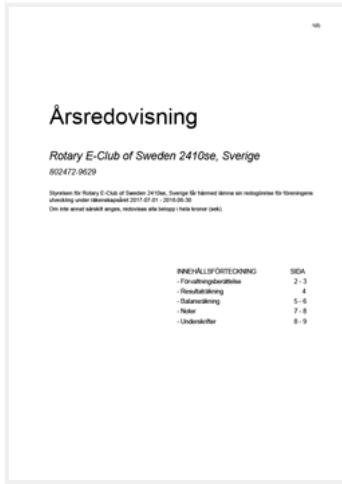 Årsredovisning
Rotary E-Club of Sweden 2410se, Sverige
802472-9629
Styrelsen för Rotary E-Club of Sweden 2410se, Sverige får härmed lämna sin redogörelse för föreningens
utveckling under räkenskapsåret 2017-07-01 - 2018-06-30
Om inte annat särskilt anges, redovisas alla belopp i hela kronor (sek).
INNEHÅLLSFÖRTECKNING SIDA
- Förvaltningsberättelse 2 - 3
- Resultaträkning 4
- Balansräkning 5 - 6
- Noter 7 - 8
- Underskrifter 8 - 9